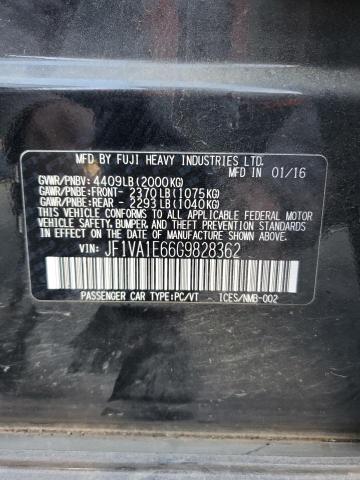 MFD BY FUJI HEAVY INDUSTRIES LTD.
MFD IN 01/16
GVWR/PNBV: 4409LB(2000KG)
GAWR/PNBE:FRONT- 2370LB(1075KG)
GAWR/PNBE:REAR - 2293LB(1040KG)
THIS VEHICLE CONFORMS TO ALL APPLICABLE FEDERAL MOTOR
VEHICLE SAFETY, BUMPER, AND THEFT PREVENTION STANDARDS
IN EFFECT ON THE DATE OF MANUFACTURE SHOWN ABOVE.
VIN: JF1VA1E66G9828362
PASSENGER CAR TYPE:PC/VT - ICES/NMB-002